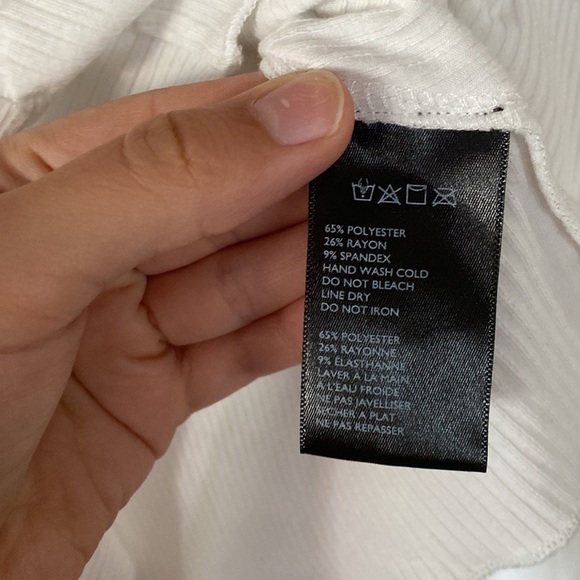 65% POLYESTER
26% RAYON
9% SPANDEX
HAND WASH COLD
DO NOT BLEACH
LINE DRY
DO NOT IRON
65% POLYESTER
26% RAYONNE
9% ELASTHANNE
LAVER A LA MAIN
A L'EAU FROIDE
NE PAS JAVELLISER
SECHER A PLAT
NE PAS REPASSER